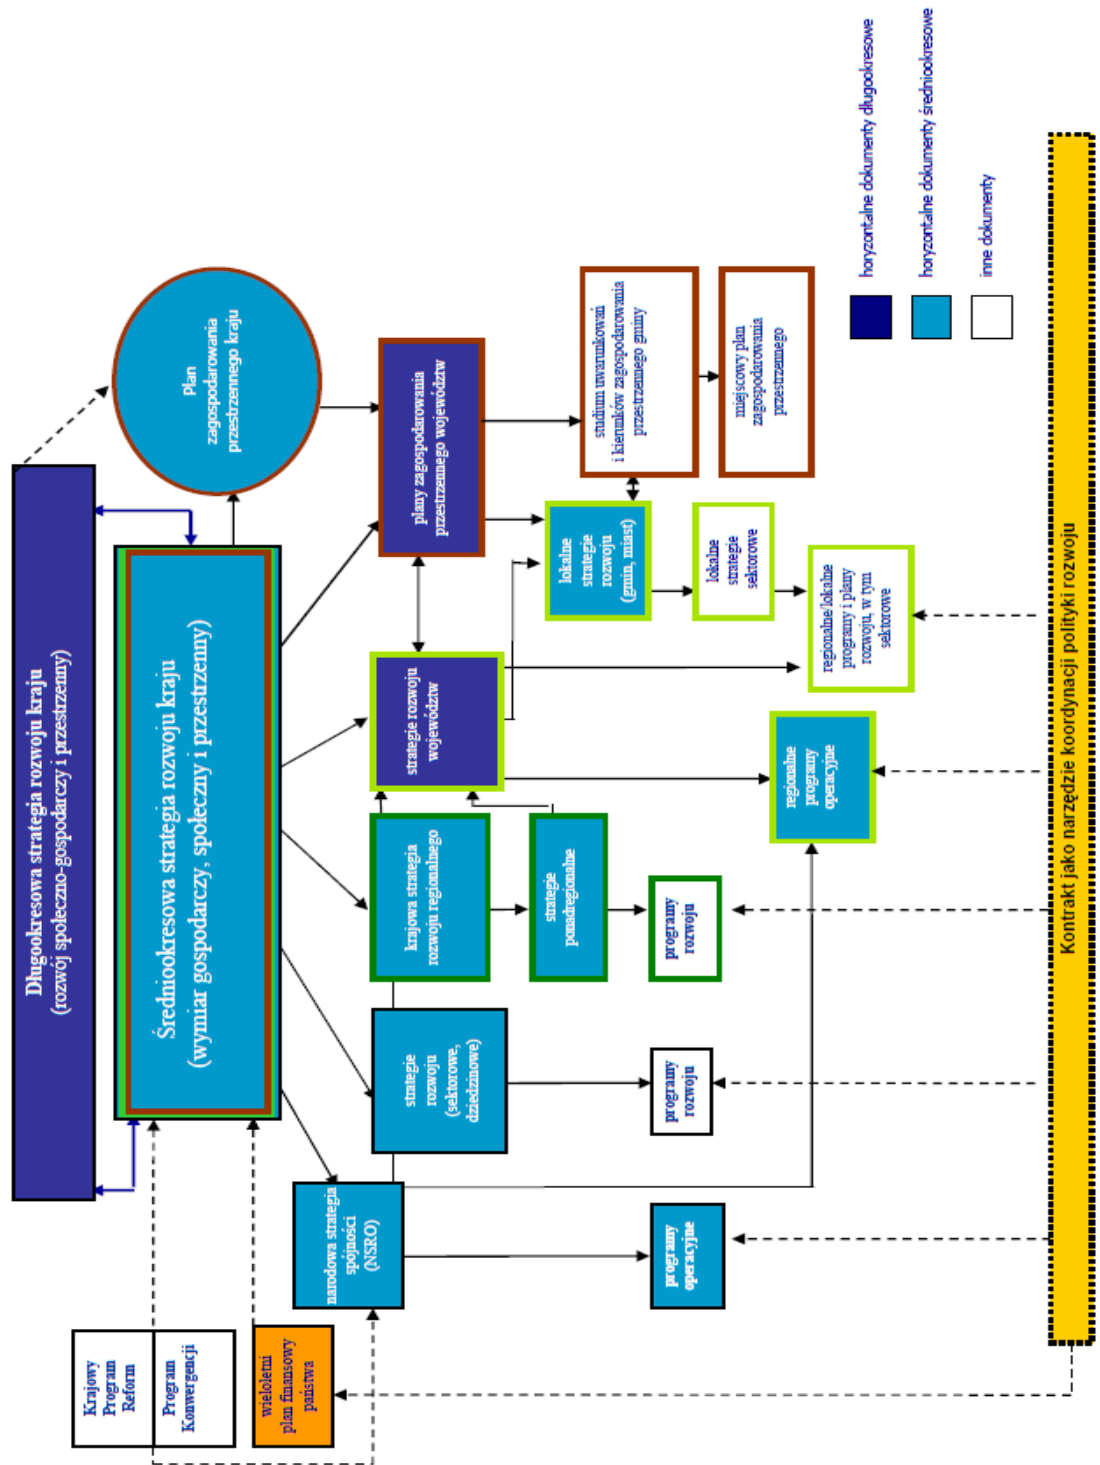 Długookresowa strategia rozwoju kraju
(rozwój społeczno-gospodarczy i przestrzenny)
Średniookresowa strategia rozwoju kraju
(wymiar gospodarczy, społeczny i przestrzenny)
Krajowy
Program
Reform
Program
Konwergencji
wieloletni
plan finansowy
państwa
Plan
zagospodarowania
przestrzennego kraju
narodowa strategia
spójności
(NSRO)
strategie
rozwoju
(sektorowe,
dziedzinowe)
krajowa strategia
rozwoju regionalnego
strategie rozwoju
województw
plany zagospodarowania
przestrzennego województw
strategie
ponadregionalne
lokalne
strategie
rozwoju
(gmin, miast)
studium uwarunkowań
i kierunków zagospodarowania
przestrzennego gminy
programy
operacyjne
programy
rozwoju
programy
rozwoju
lokalne
strategie
sektorowe
miejscowy plan
zagospodarowania
przestrzennego
regionalne
programy
operacyjne
regionalne/lokalne
programy i plany
rozwoju, w tym
sektorowe
horyzontalne dokumenty długookresowe
horyzontalne dokumenty średniookresowe
inne dokumenty
Kontrakt jako narzędzie koordynacji polityki rozwoju